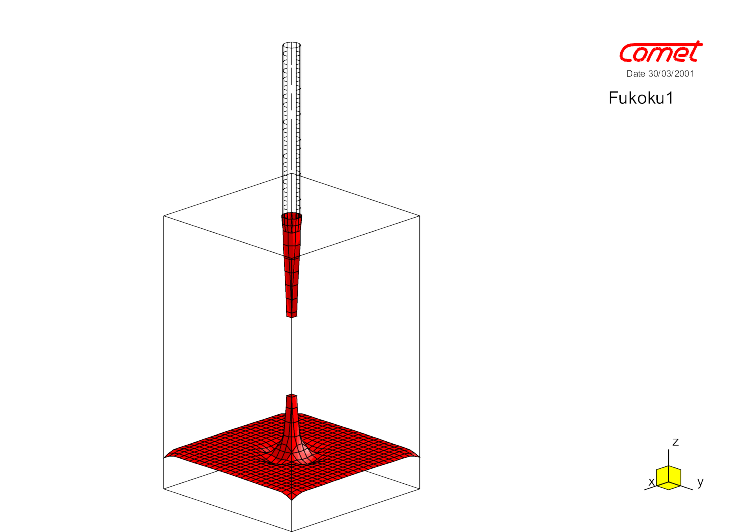 Comet
Date 30/03/2001
Fukoku1
z
x
y